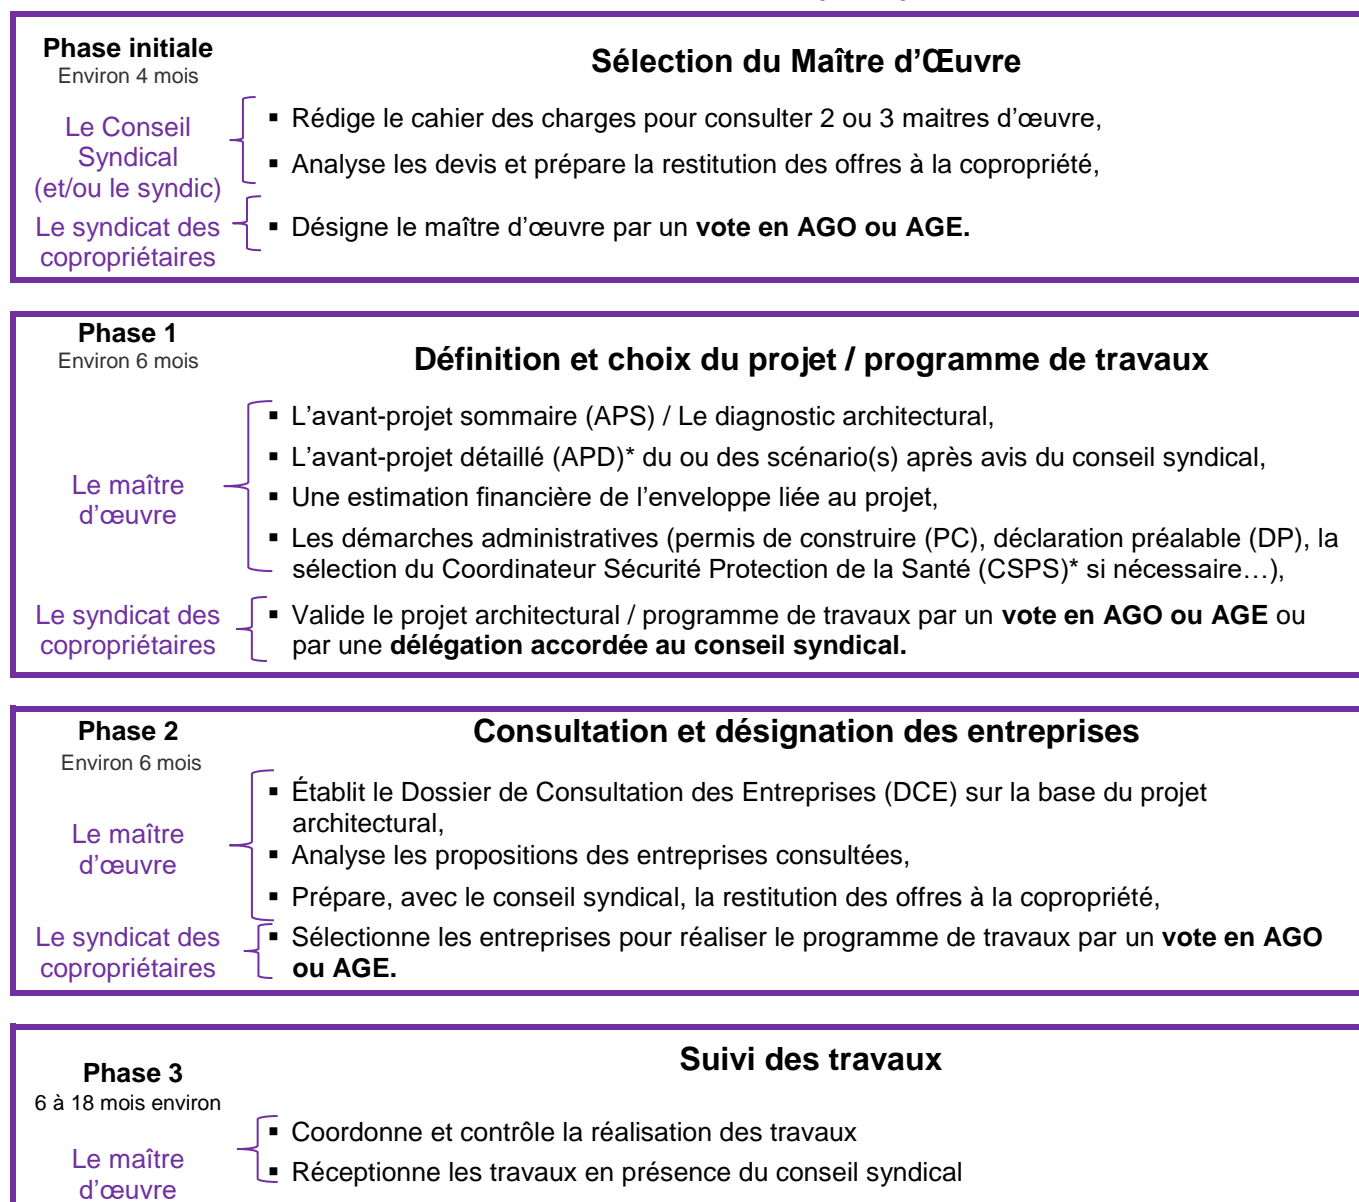 Phase initiale
Environ 4 mois
Sélection du Maître d'Œuvre
Le Conseil
Syndical
(et/ou le syndic)
▪ Rédige le cahier des charges pour consulter 2 ou 3 maitres d'œuvre,
▪ Analyse les devis et prépare la restitution des offres à la copropriété,
Le syndicat des
copropriétaires
▪ Désigne le maître d'œuvre par un vote en AGO ou AGE.
Phase 1
Environ 6 mois
Définition et choix du projet / programme de travaux
Le maître
d'œuvre
▪ L'avant-projet sommaire (APS) / Le diagnostic architectural,
▪ L'avant-projet détaillé (APD)* du ou des scénario(s) après avis du conseil syndical,
▪ Une estimation financière de l'enveloppe liée au projet,
▪ Les démarches administratives (permis de construire (PC), déclaration préalable (DP), la
sélection du Coordinateur Sécurité Protection de la Santé (CSPS)* si nécessaire…),
Le syndicat des
copropriétaires
▪ Valide le projet architectural / programme de travaux par un vote en AGO ou AGE ou
par une délégation accordée au conseil syndical.
Phase 2
Environ 6 mois
Consultation et désignation des entreprises
Le maître
d'œuvre
▪ Établit le Dossier de Consultation des Entreprises (DCE) sur la base du projet
architectural,
▪ Analyse les propositions des entreprises consultées,
▪ Prépare, avec le conseil syndical, la restitution des offres à la copropriété,
Le syndicat des
copropriétaires
▪ Sélectionne les entreprises pour réaliser le programme de travaux par un vote en AGO
ou AGE.
Phase 3
6 à 18 mois environ
Suivi des travaux
Le maître
d'œuvre
▪ Coordonne et contrôle la réalisation des travaux
▪ Réceptionne les travaux en présence du conseil syndical